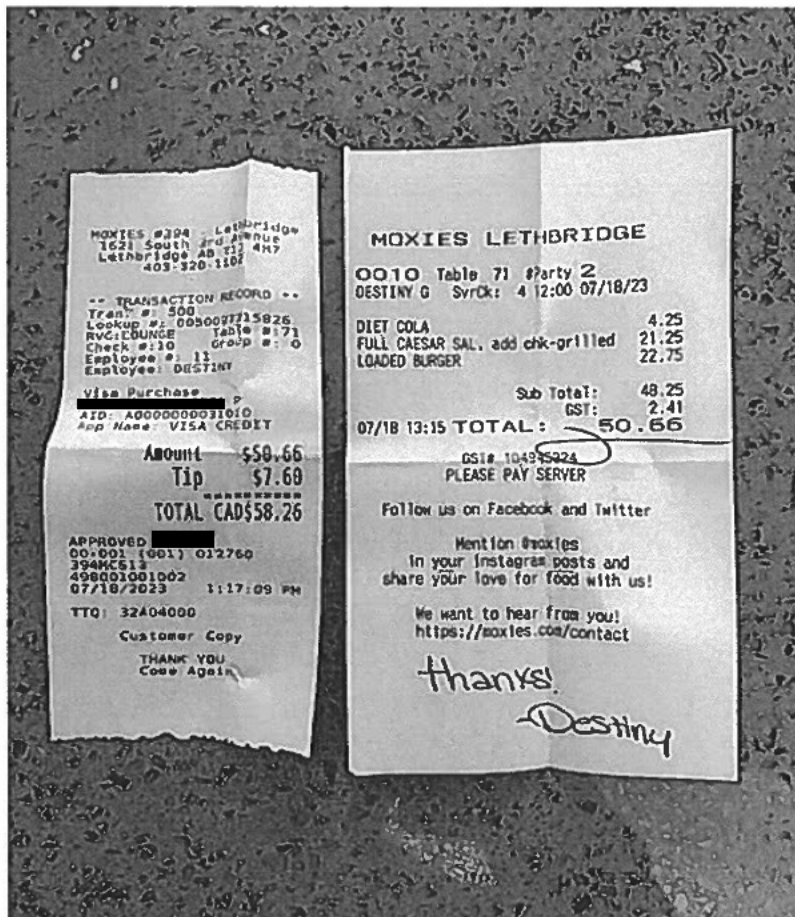 MOXIES #394 - Lethbridge
1621 South 3rd Avenue
Lethbridge AB 4H7
403-320-1102
-- TRANSACTION RECORD --
Tran. #: 500
Lookup #:
RVC:LOUNGE Table #:71
Check #:10 Group #: 0
Employee #: 11
Employee: DESTINY
Visa Purchase
P
AID: A0000000031010
App Name: VISA CREDIT
Amount $50.66
Tip $7.60
TOTAL CAD$58.26
APPROVED
00-001 (001) 012760
394MC513
498001001002
07/18/2023 1:17:09 PM
TTQ: 32A04000
Customer Copy
THANK YOU
Come Again
MOXIES LETHBRIDGE
0010 Table 71 #Party 2
DESTINY G SvrCk: 4 12:00 07/18/23
DIET COLA 4.25
FULL CAESAR SAL, add chk-grilled 21.25
LOADED BURGER 22.75
Sub Total: 48.25
GST: 2.41
07/18 13:15 TOTAL: 50.66
GST#
PLEASE PAY SERVER
Follow us on Facebook and Twitter
Mention @moxies
in your instagram posts and
share your love for food with us!
We want to hear from you!
https://moxies.com/contact
thanks!
-Destiny